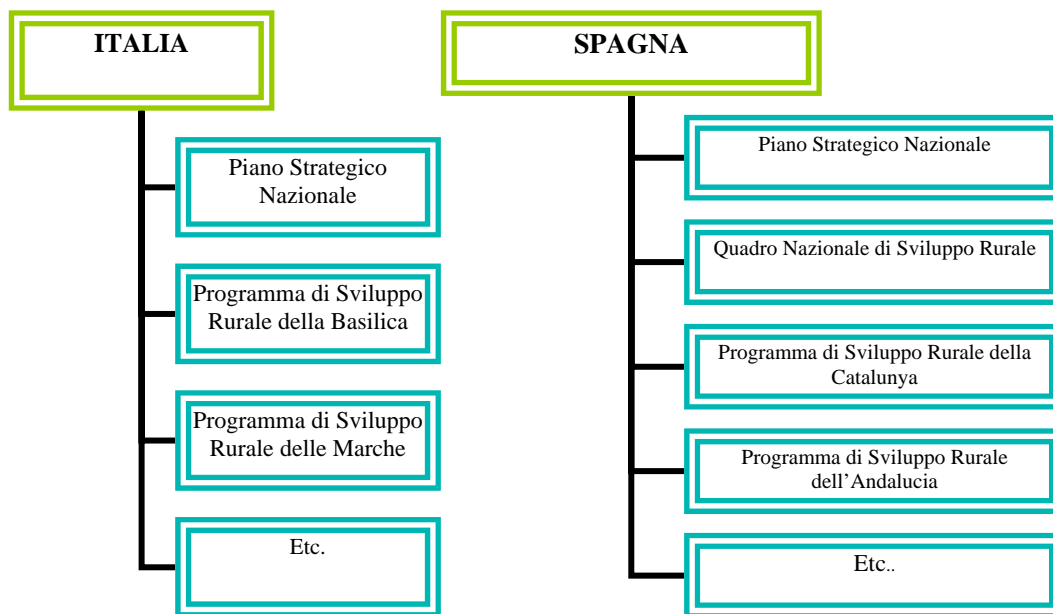 ITALIA
Piano Strategico
Nazionale
Programma di Sviluppo
Rurale della Basilica
Programma di Sviluppo
Rurale delle Marche
Etc.
SPAGNA
Piano Strategico Nazionale
Quadro Nazionale di Sviluppo Rurale
Programma di Sviluppo Rurale della
Catalunya
Programma di Sviluppo Rurale
dell’Andalucia
Etc..